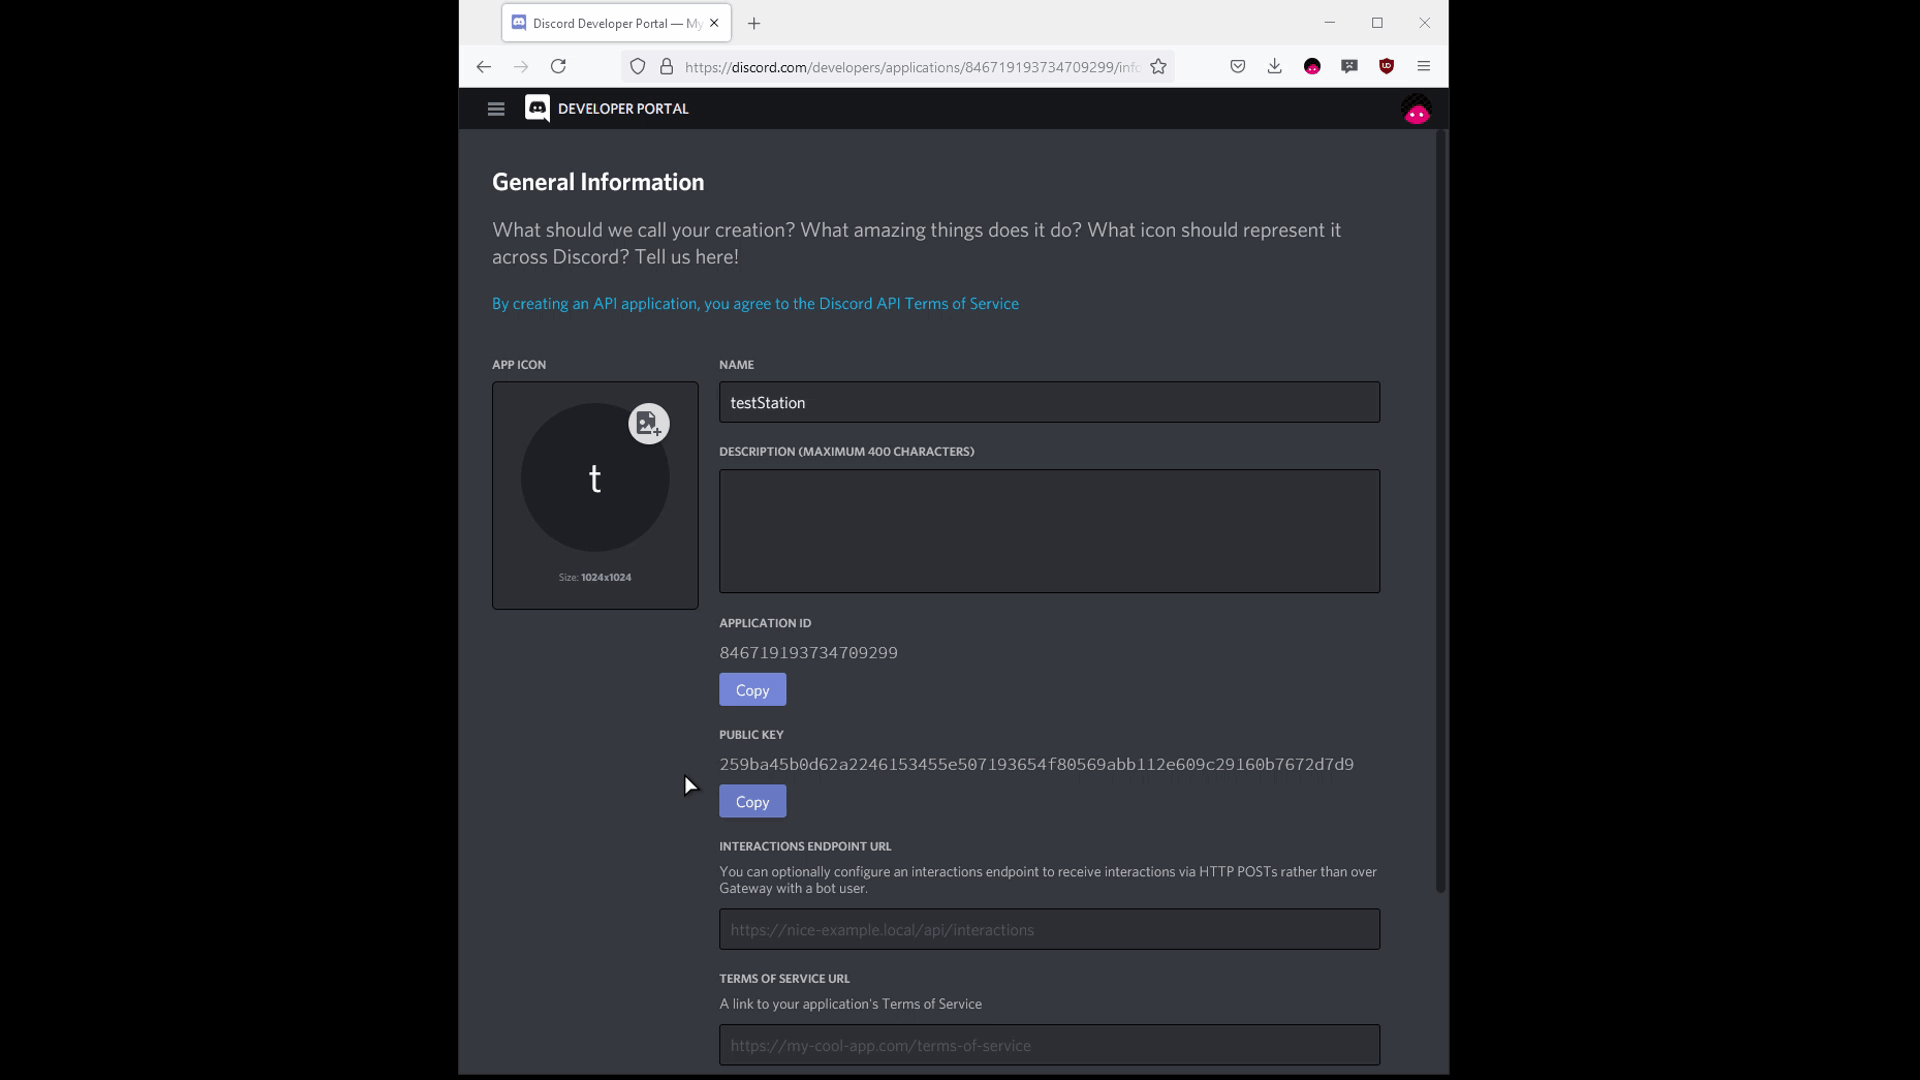 Discord Developer Portal — My
https://discord.com/developers/applications/846719193734709299/info
DEVELOPER PORTAL
General Information
What should we call your creation? What amazing things does it do? What icon should represent it
across Discord? Tell us here!
By creating an API application, you agree to the Discord API Terms of Service
APP ICON
t
Size: 1024x1024
NAME
testStation
DESCRIPTION (MAXIMUM 400 CHARACTERS)
APPLICATION ID
846719193734709299
Copy
PUBLIC KEY
259ba45b0d62a2246153455e507193654f80569abb112e609c29160b7672d7d9
Copy
INTERACTIONS ENDPOINT URL
You can optionally configure an interactions endpoint to receive interactions via HTTP POSTs rather than over
Gateway with a bot user.
https://nice-example.local/api/interactions
TERMS OF SERVICE URL
A link to your application's Terms of Service
https://my-cool-app.com/terms-of-service